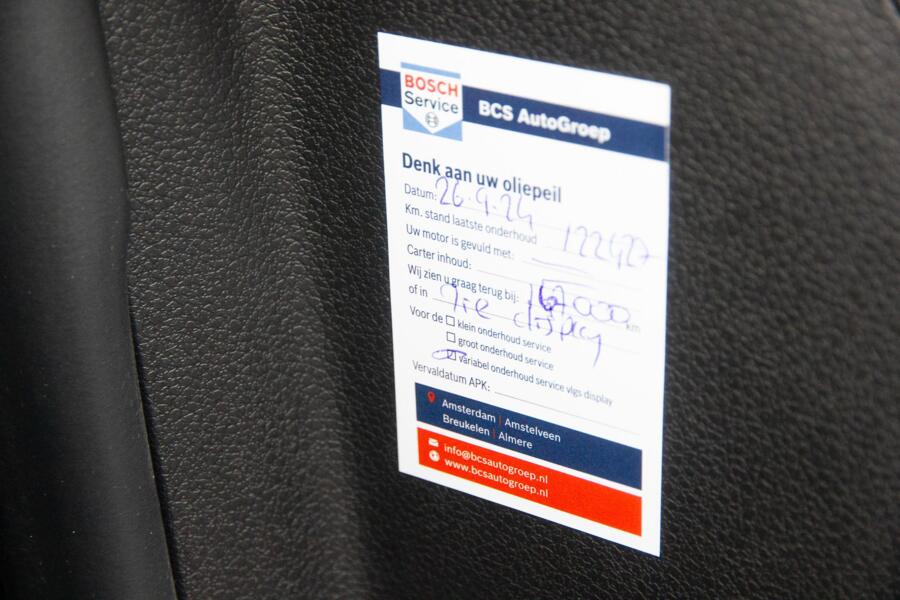 BOSCH
Service
BCS AutoGroep
Denk aan uw oliepeil
Datum: 26.9.24
Km. stand laatste onderhoud 122427
Uw motor is gevuld met:
Carter inhoud:
Wij zien u graag terug bij: 167.000 km
of in zie display
Voor de klein onderhoud service
groot onderhoud service
variabel onderhoud service vlgs display
Vervaldatum APK:
Amsterdam | Amstelveen
Breukelen | Almere
info@bcsautogroep.nl
www.bcsautogroep.nl